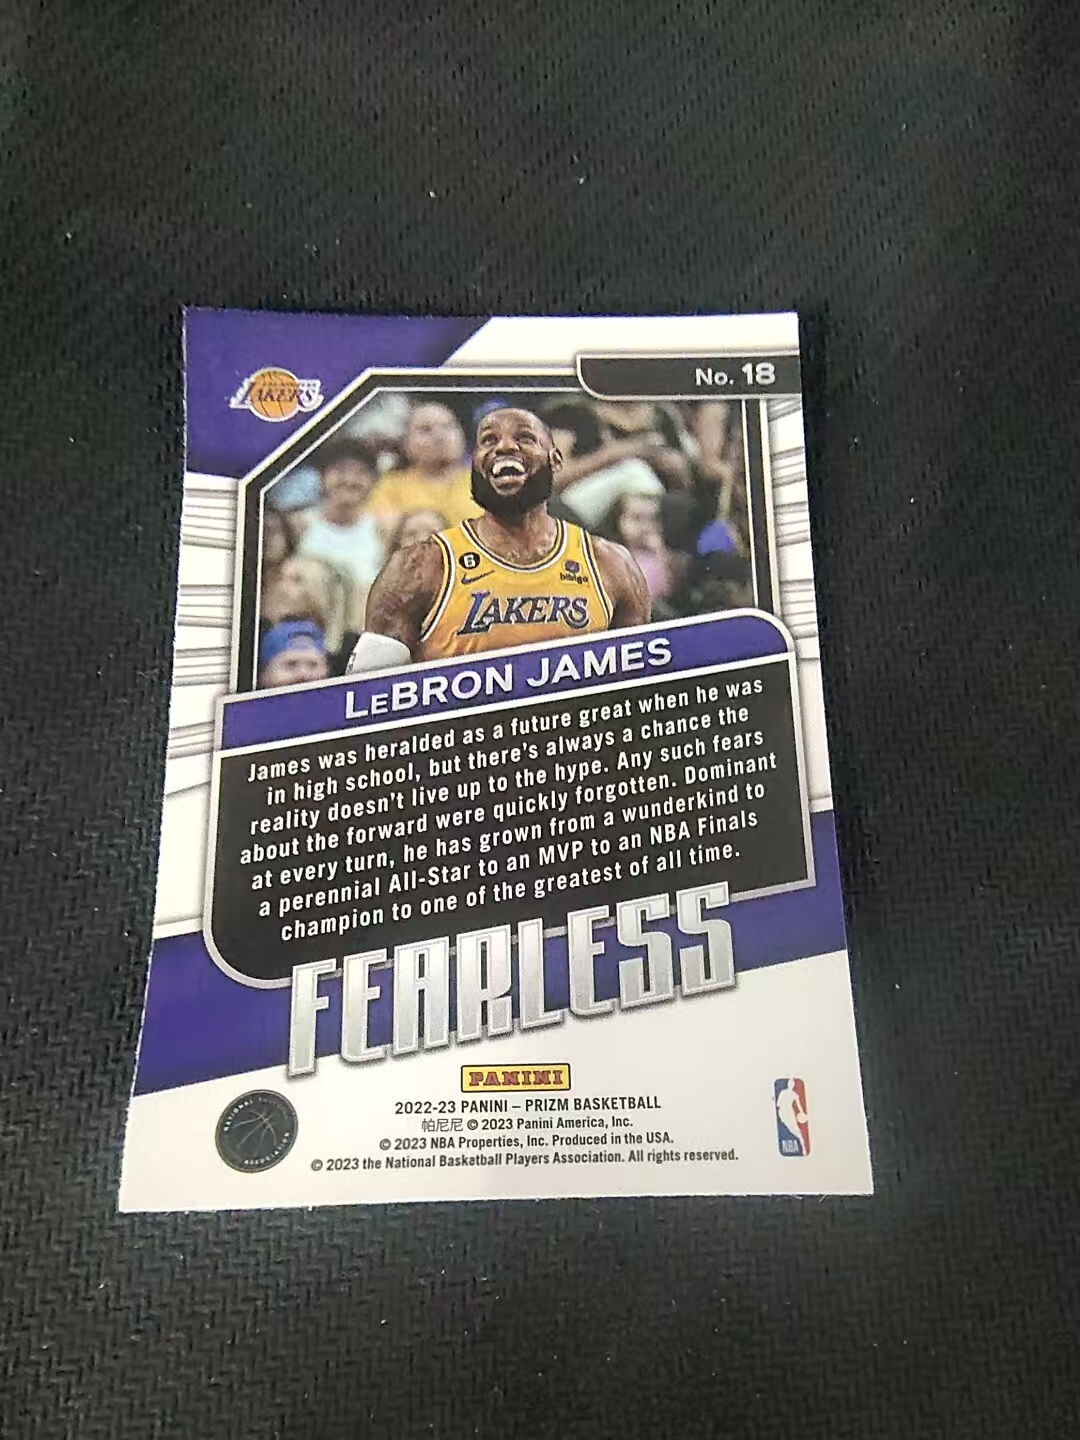 LAKERS
No. 18
6
bibigo
LAKERS
LEBRON JAMES
James was heralded as a future great when he was
in high school, but there's always a chance the
reality doesn't live up to the hype. Any such fears
about the forward were quickly forgotten. Dominant
at every turn, he has grown from a wunderkind to
a perennial All-Star to an MVP to an NBA Finals
champion to one of the greatest of all time.
FEARLESS
PANINI
2022-23 PANINI – PRIZM BASKETBALL
帕尼尼 © 2023 Panini America, Inc.
© 2023 NBA Properties, Inc. Produced in the USA.
© 2023 the National Basketball Players Association. All rights reserved.
NATIONAL
ASSOCIATION
NBA